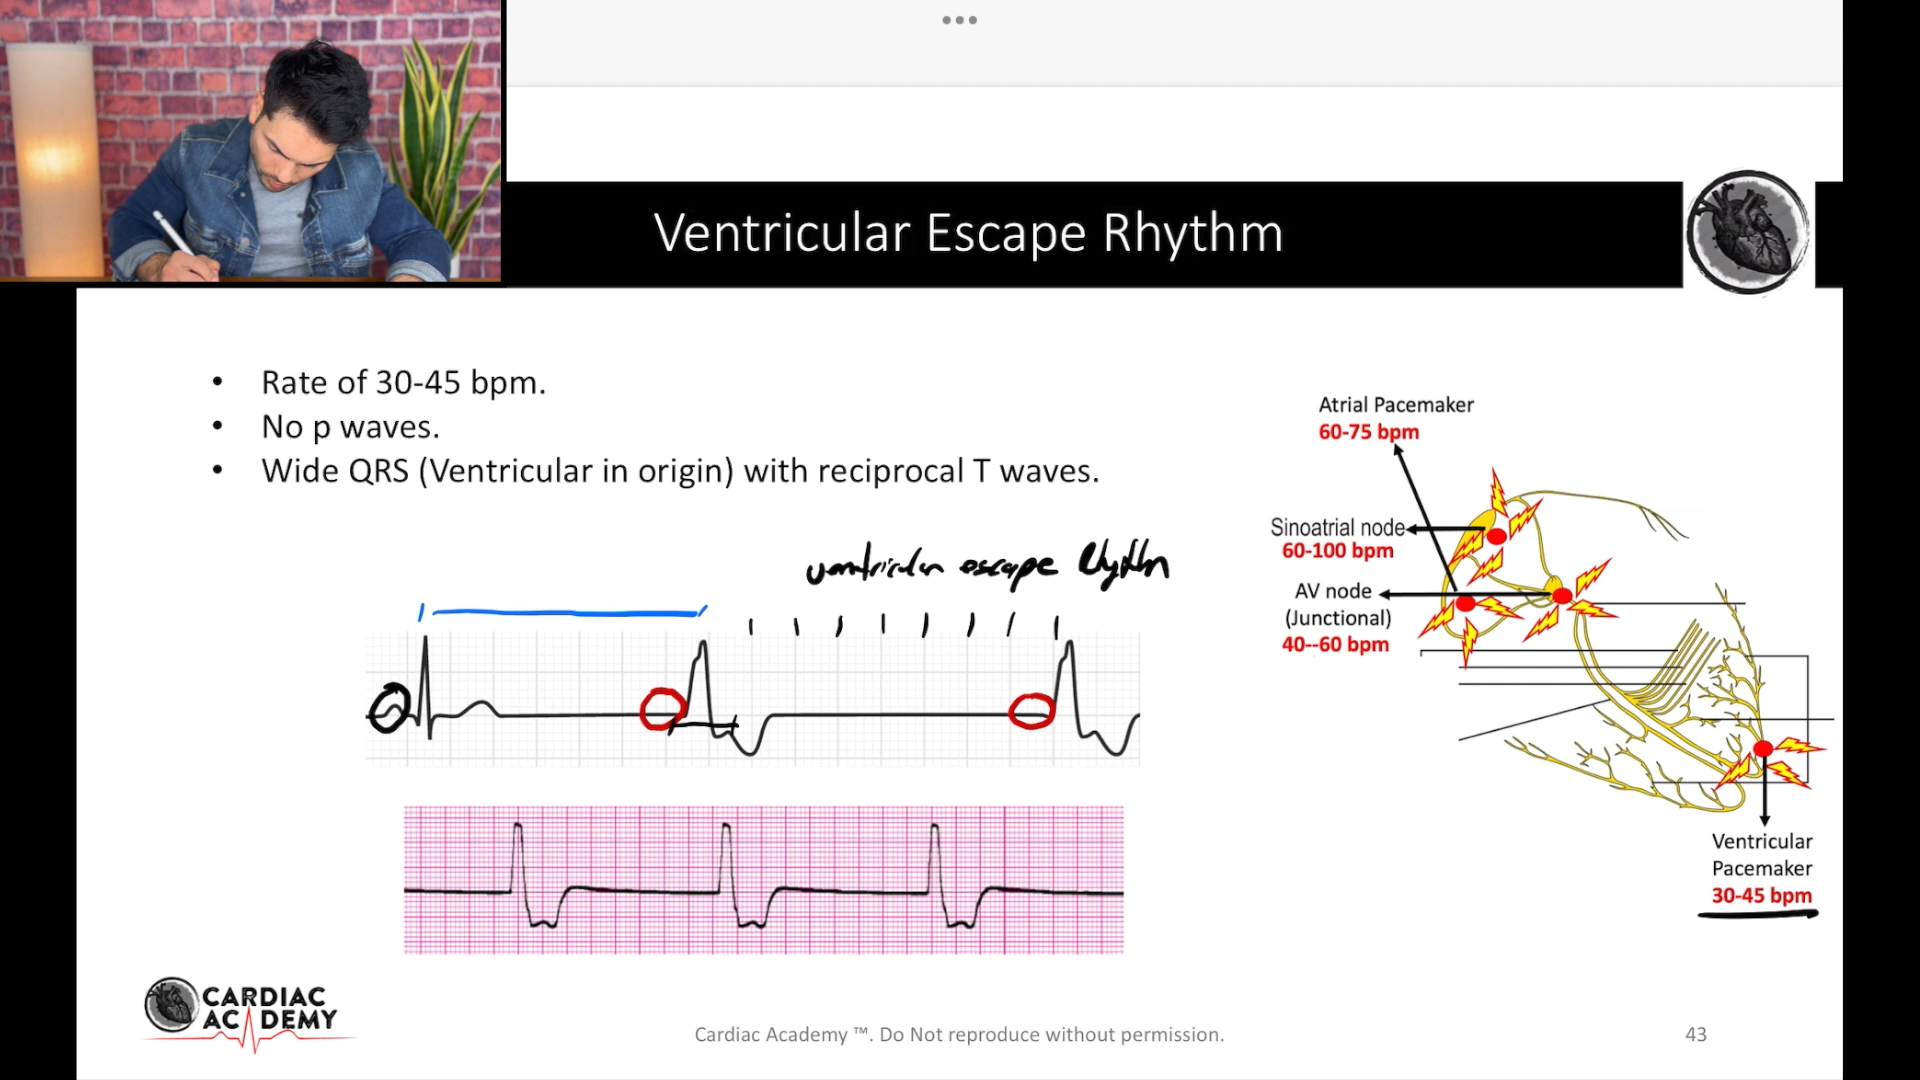 Ventricular Escape Rhythm
• Rate of 30-45 bpm.
• No p waves.
• Wide QRS (Ventricular in origin) with reciprocal T waves.
ventricular escape Rhythm
Atrial Pacemaker
60-75 bpm
Sinoatrial node
60-100 bpm
AV node
(Junctional)
40--60 bpm
Ventricular
Pacemaker
30-45 bpm
CARDIAC
ACADEMY
Cardiac Academy ™. Do Not reproduce without permission.
43